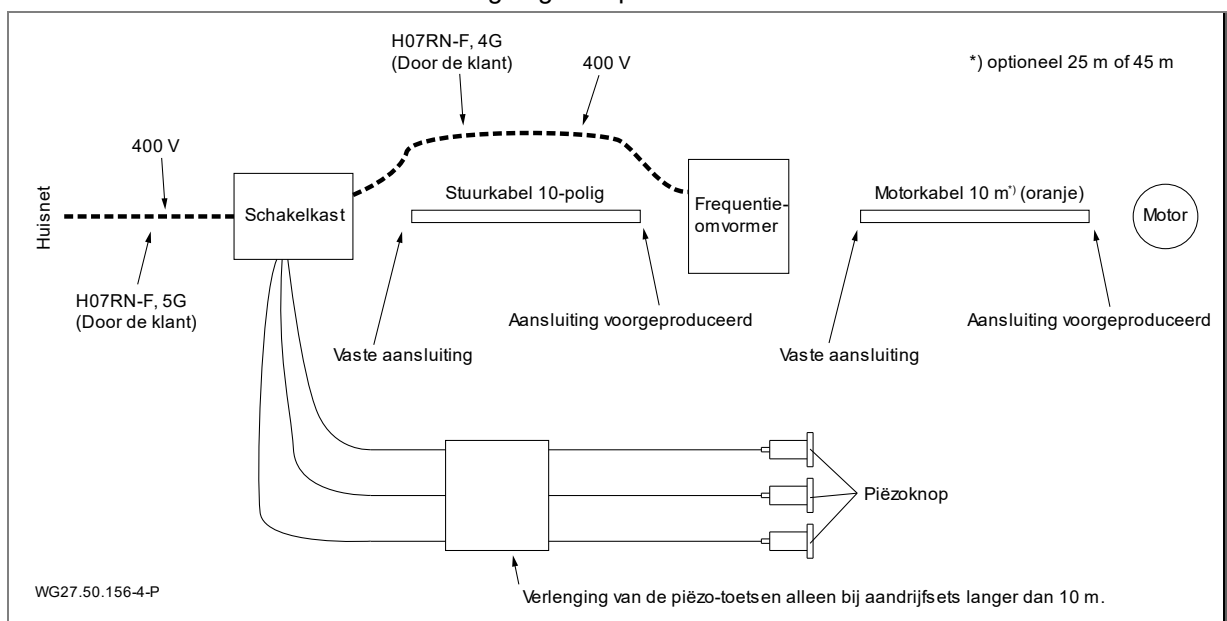 H07RN-F, 4G
(Door de klant)
400 V
*) optioneel 25 m of 45 m
400 V
Huisnet
Schakelkast
Stuurkabel 10-polig
Frequentie-
omvormer
Motorkabel 10 m*) (oranje)
Motor
H07RN-F, 5G
(Door de klant)
Aansluiting voorgeproduceerd
Aansluiting voorgeproduceerd
Vaste aansluiting
Vaste aansluiting
Piëzoknop
WG27.50.156-4-P
Verlenging van de piëzo-toetsen alleen bij aandrijfsets langer dan 10 m.